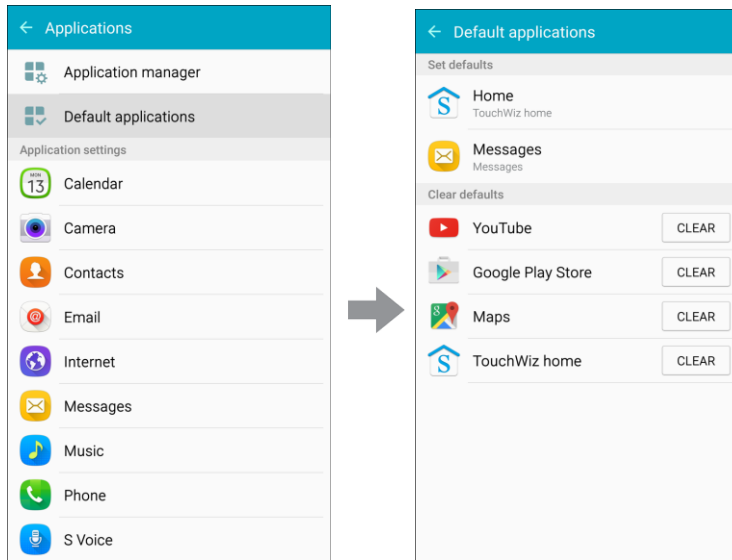 Applications
Application manager
Default applications
Application settings
MON
13
Calendar
Camera
Contacts
@
Email
Internet
Messages
Music
Phone
S Voice
Default applications
Set defaults
S
Home
TouchWiz home
Messages
Messages
Clear defaults
YouTube
CLEAR
Google Play Store
CLEAR
8
Maps
CLEAR
S
TouchWiz home
CLEAR